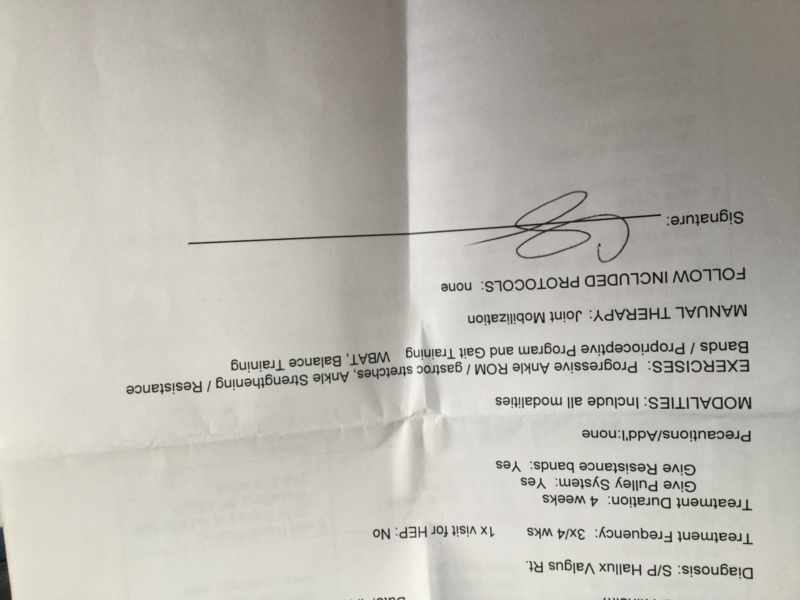 Diagnosis: S/P Hallux Valgus Rt.
Treatment Frequency: 3x/4 wks 1x visit for HEP: No
Treatment Duration: 4 weeks
Give Pulley System: Yes
Give Resistance bands: Yes
Precautions/Add'l:none
MODALITIES: Include all modalities
EXERCISES: Progressive Ankle ROM / gastroc stretches, Ankle Strengthening / Resistance
Bands / Proprioceptive Program and Gait Training WBAT, Balance Training
MANUAL THERAPY: Joint Mobilization
FOLLOW INCLUDED PROTOCOLS: none
Signature: